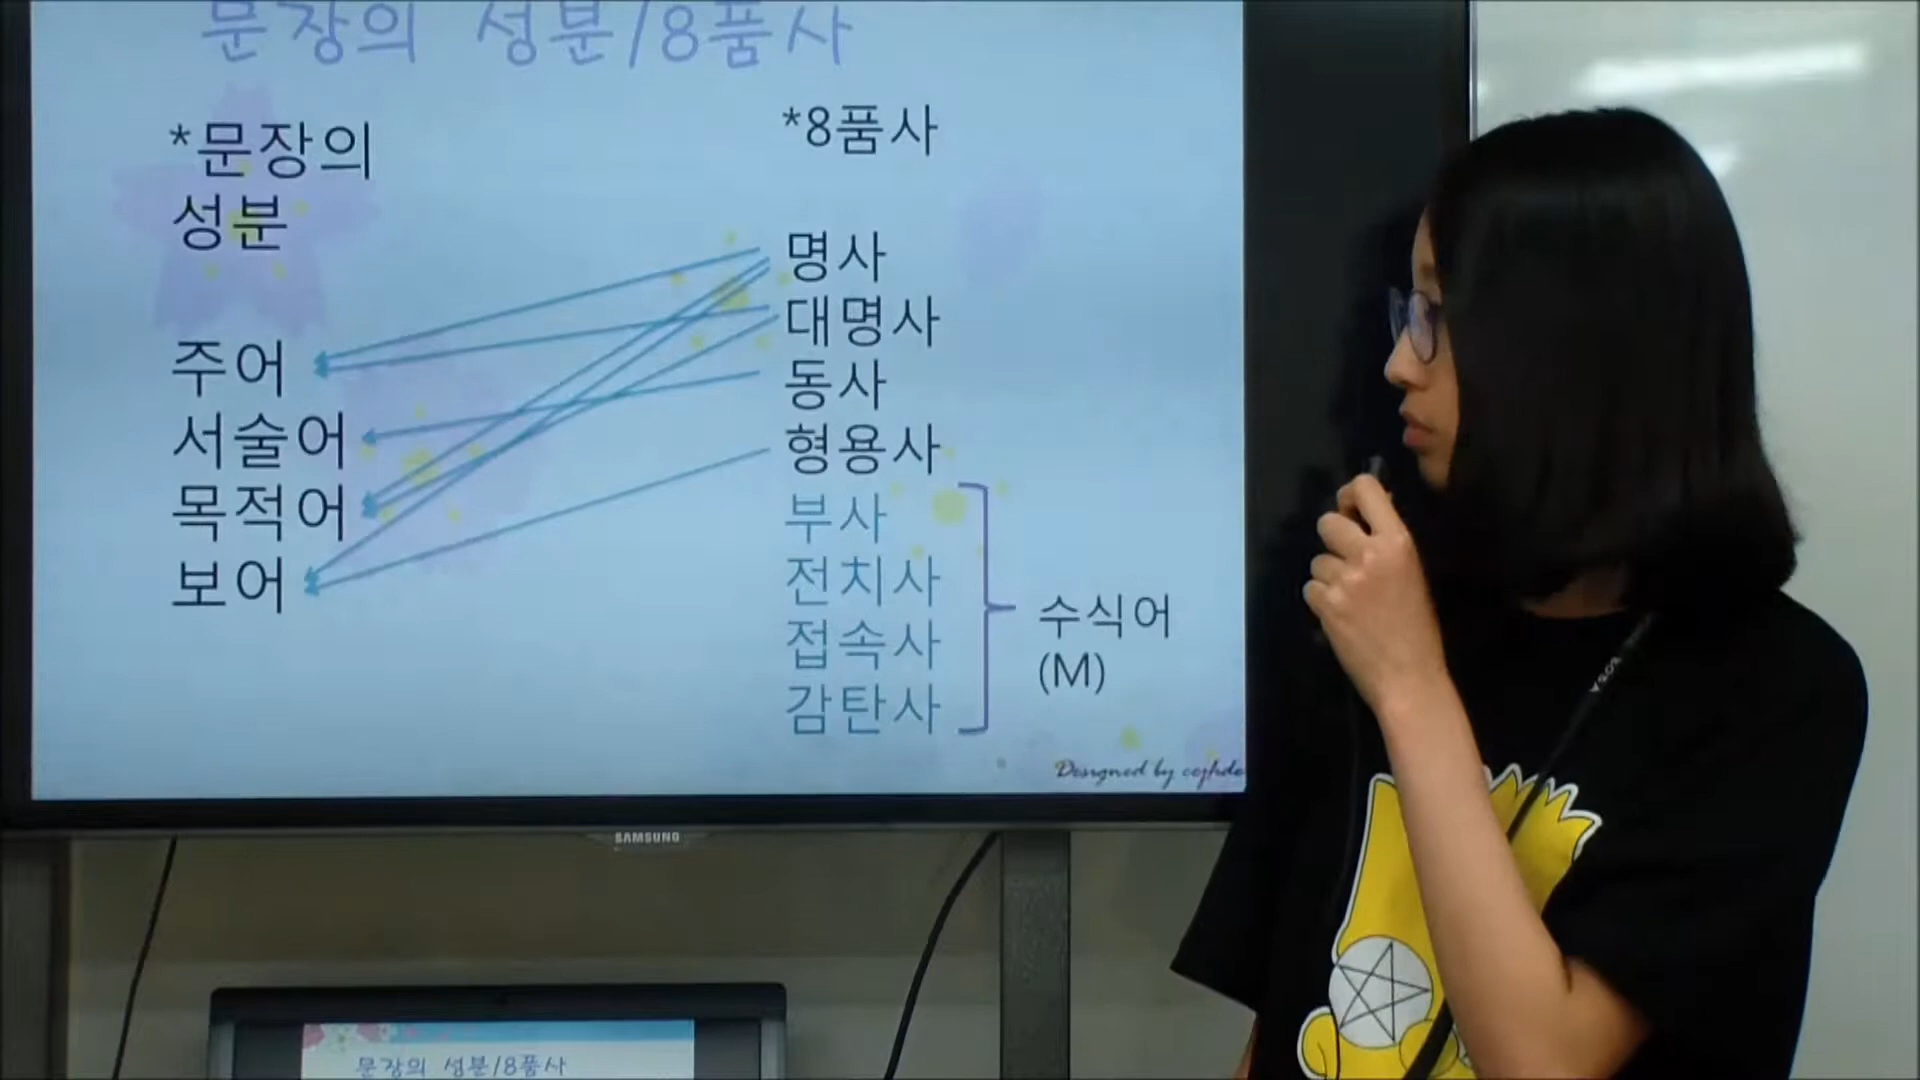 문장의 성분/8품사
*문장의
성분
주어
서술어
목적어
보어
*8품사
명사
대명사
동사
형용사
부사
전치사
접속사
감탄사
수식어
(M)
Designed by
SAMSUNG
문장의 성분/8품사